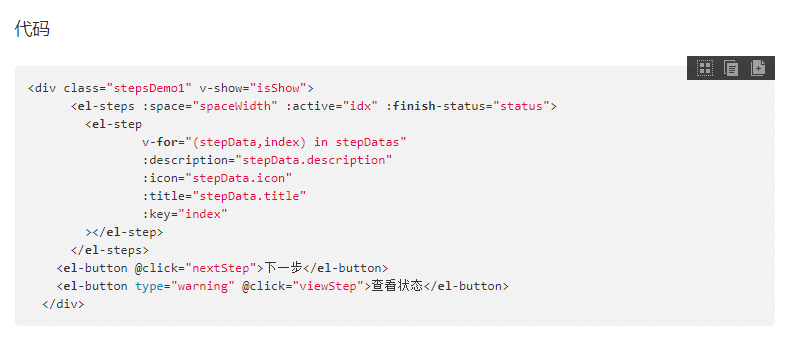 代码
<div class="stepsDemo1" v-show="isShow">
<el-steps :space="spaceWidth" :active="idx" :finish-status="status">
<el-step
v-for="(stepData,index) in stepDatas"
:description="stepData.description"
:icon="stepData.icon"
:title="stepData.title"
:key="index"
></el-step>
</el-steps>
<el-button @click="nextStep">下一步</el-button>
<el-button type="warning" @click="viewStep">查看状态</el-button>
</div>